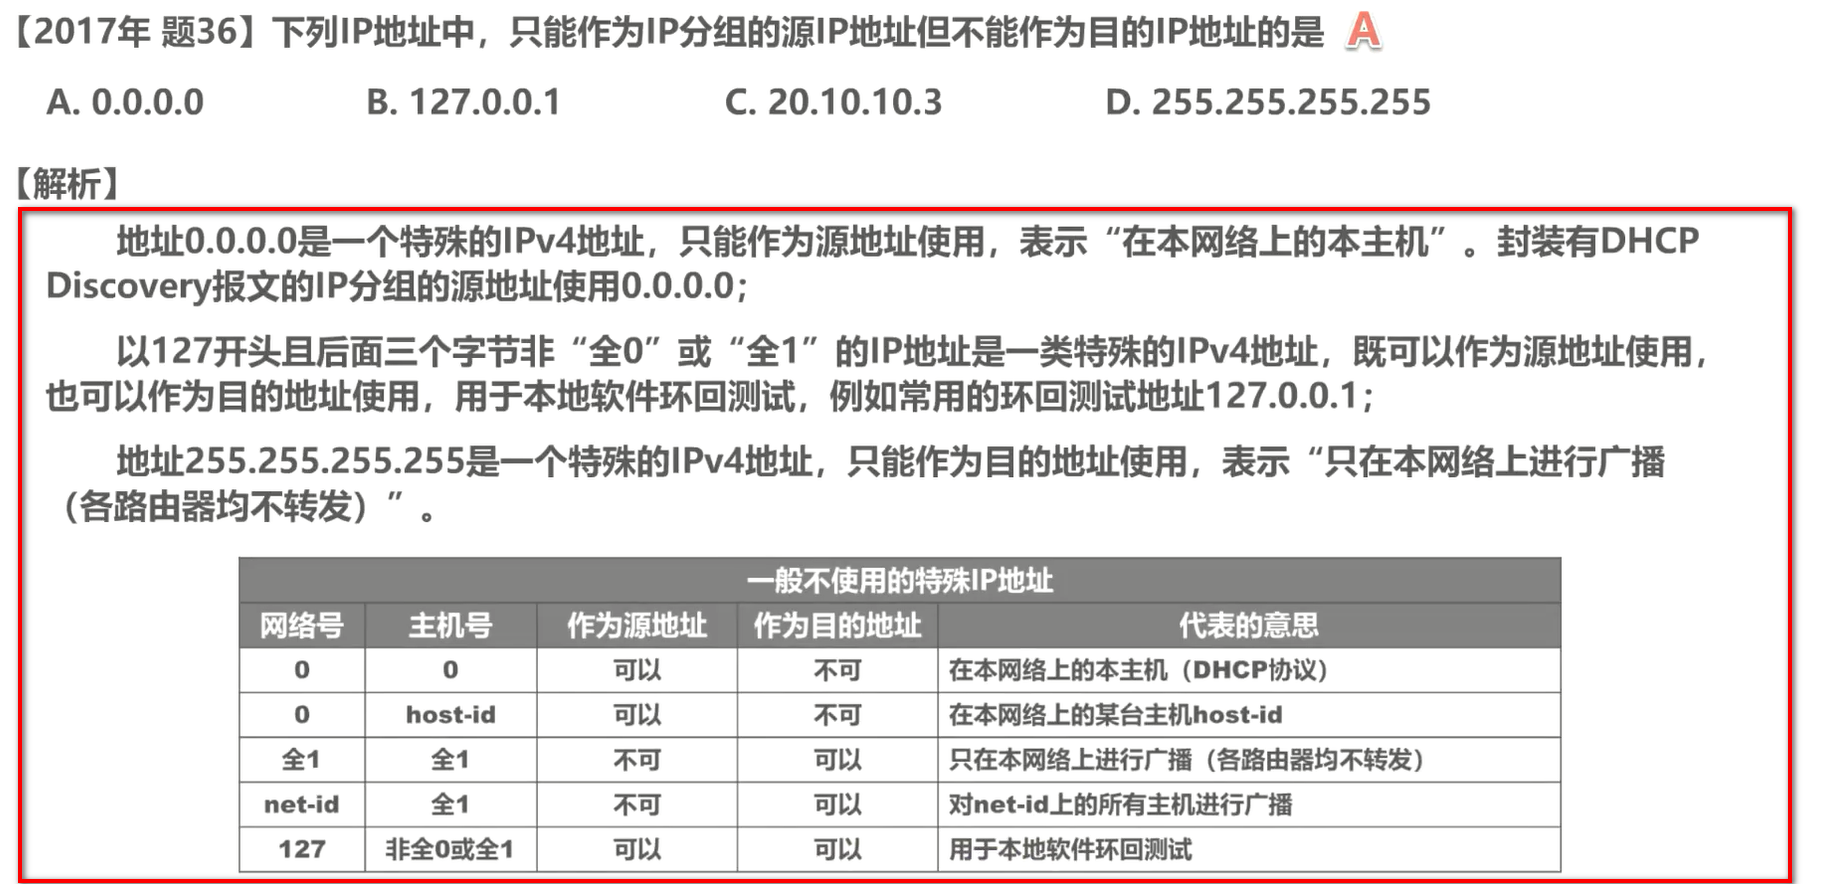 【2017年 题36】下列IP地址中，只能作为IP分组的源IP地址但不能作为目的IP地址的是 A
A. 0.0.0.0 B. 127.0.0.1 C. 20.10.10.3 D. 255.255.255.255
【解析】
地址0.0.0.0是一个特殊的IPv4地址，只能作为源地址使用，表示“在本网络上的本主机”。封装有DHCP
Discovery报文的IP分组的源地址使用0.0.0.0；
以127开头且后面三个字节非“全0”或“全1”的IP地址是一类特殊的IPv4地址，既可以作为源地址使用，
也可以作为目的地址使用，用于本地软件环回测试，例如常用的环回测试地址127.0.0.1；
地址255.255.255.255是一个特殊的IPv4地址，只能作为目的地址使用，表示“只在本网络上进行广播
（各路由器均不转发）”。
一般不使用的特殊IP地址
网络号 主机号 作为源地址 作为目的地址 代表的意思
0 0 可以 不可 在本网络上的本主机（DHCP协议）
0 host-id 可以 不可 在本网络上的某台主机host-id
全1 全1 不可 可以 只在本网络上进行广播（各路由器均不转发）
net-id 全1 不可 可以 对net-id上的所有主机进行广播
127 非全0或全1 可以 可以 用于本地软件环回测试